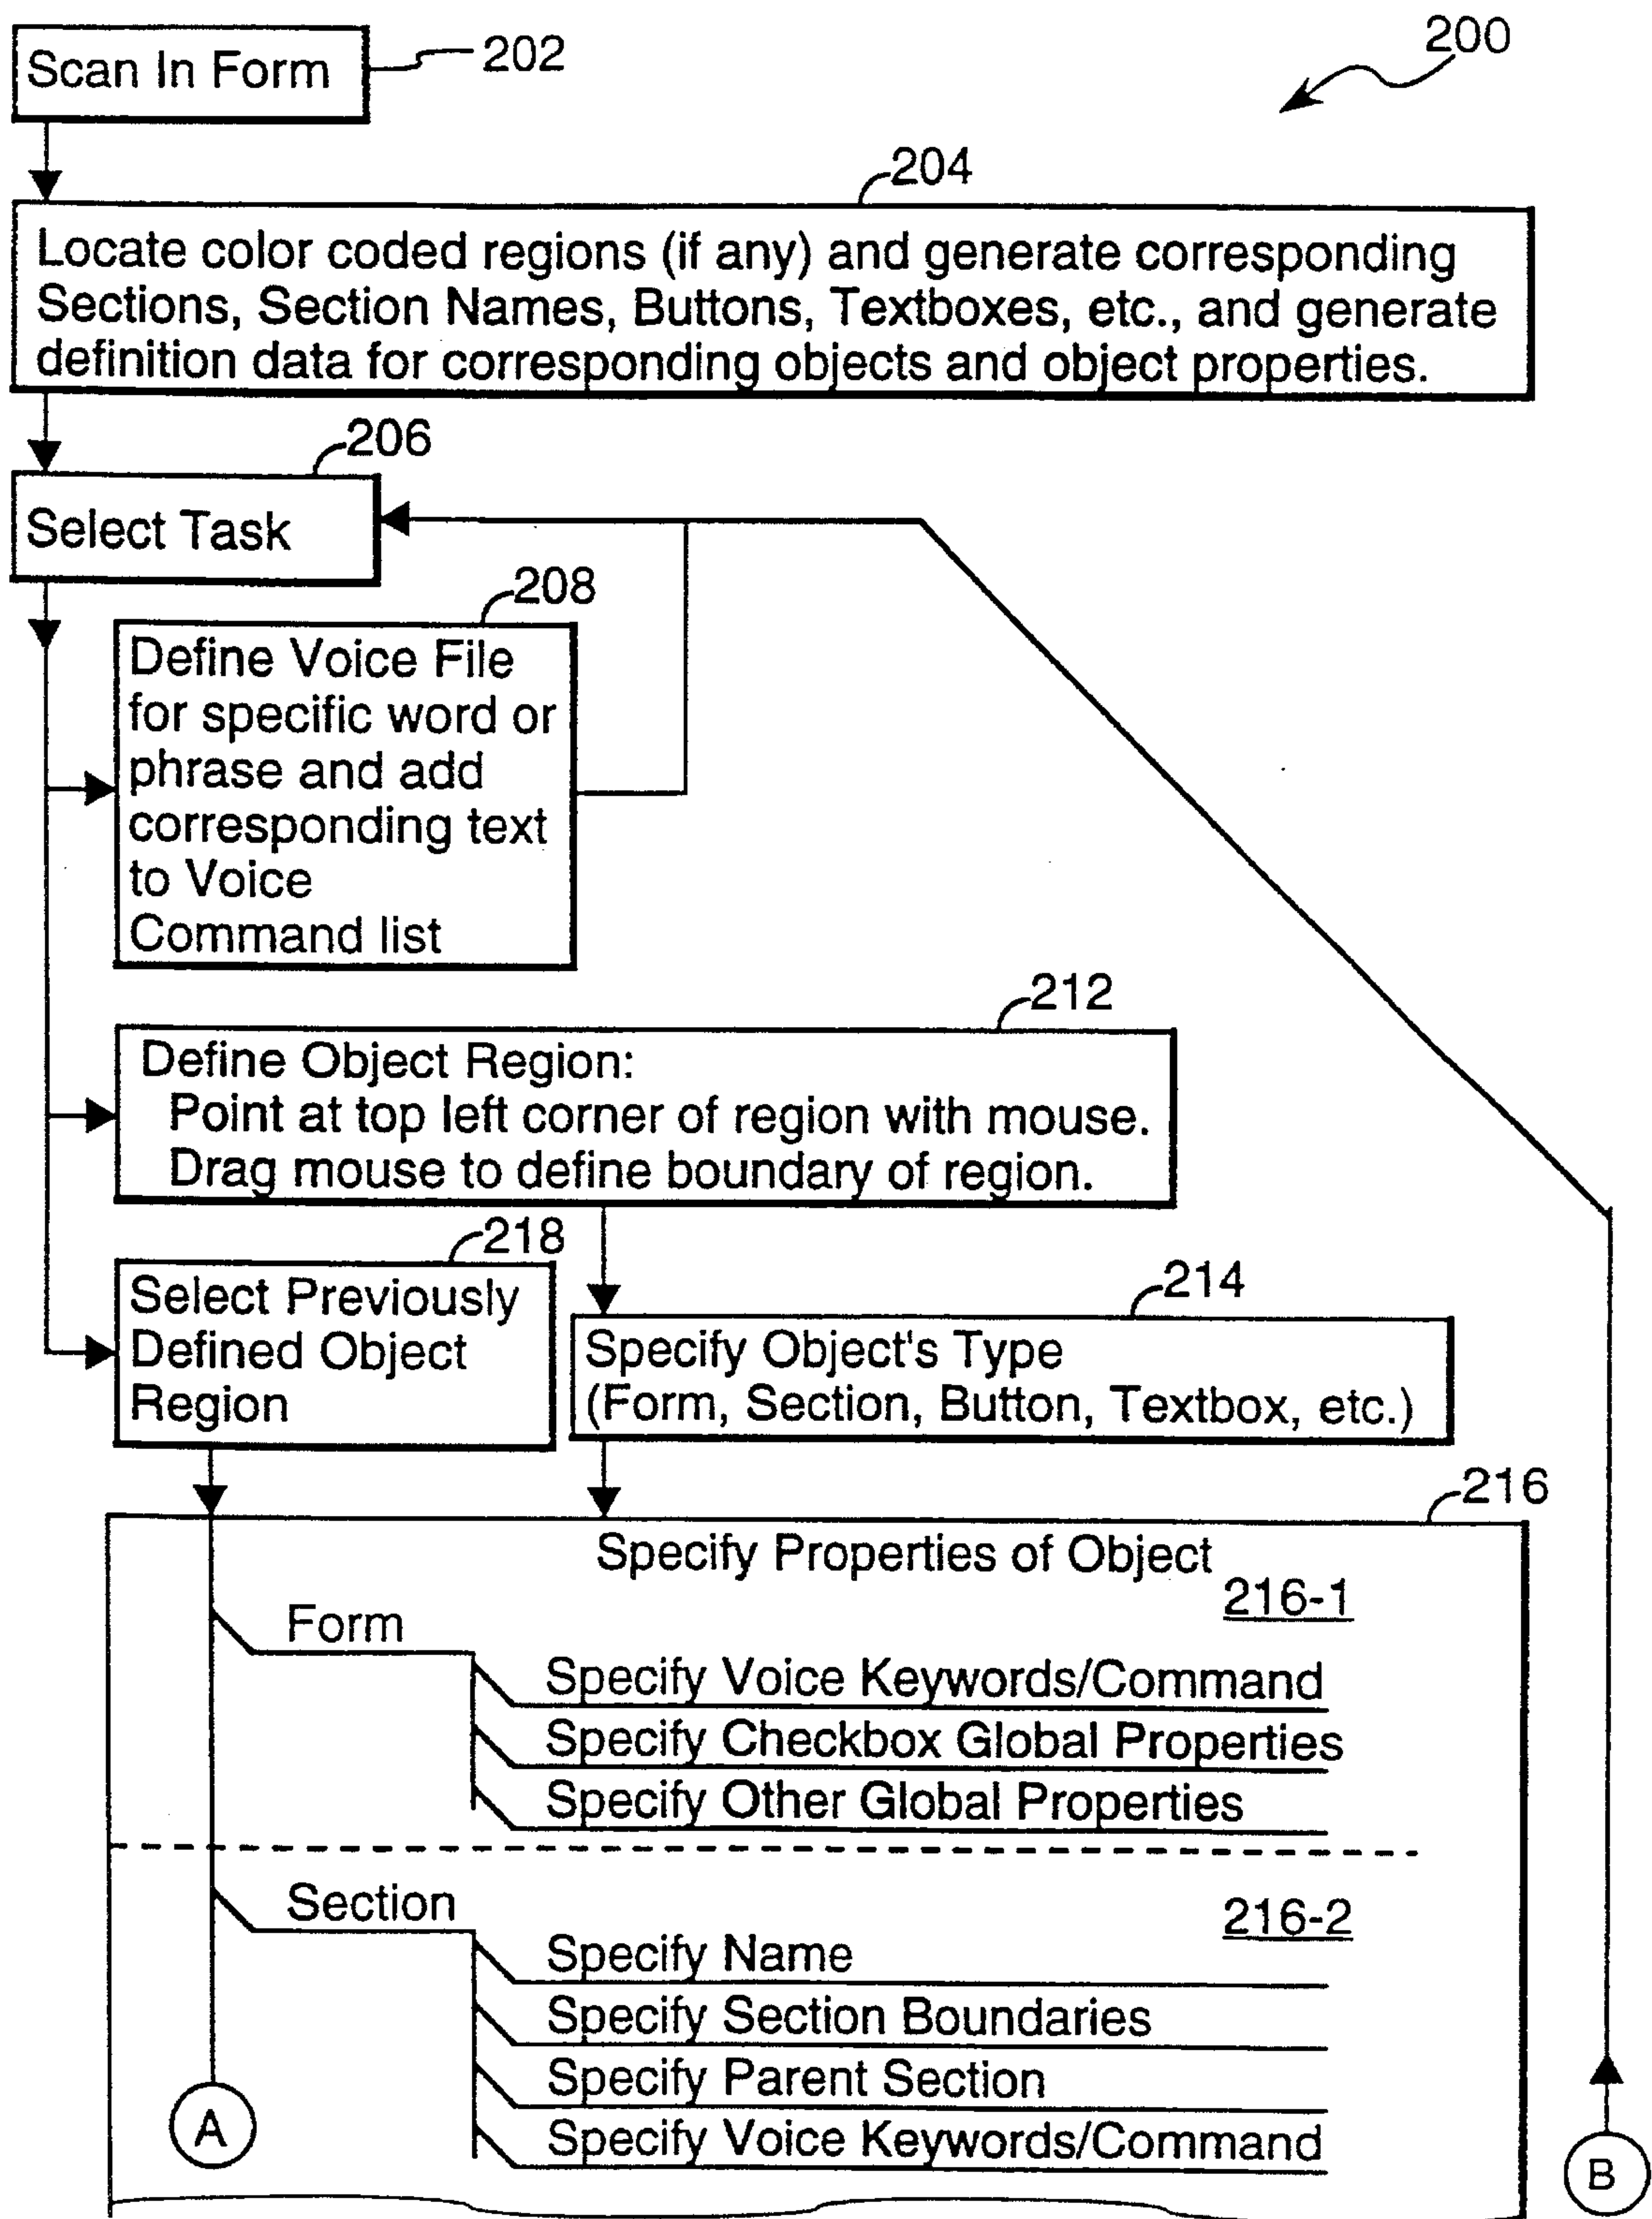 200
Scan In Form
202
204
Locate color coded regions (if any) and generate corresponding
Sections, Section Names, Buttons, Textboxes, etc., and generate
definition data for corresponding objects and object properties.
206
Select Task
208
Define Voice File
for specific word or
phrase and add
corresponding text
to Voice
Command list
212
Define Object Region:
Point at top left corner of region with mouse.
Drag mouse to define boundary of region.
218
Select Previously
Defined Object
Region
214
Specify Object's Type
(Form, Section, Button, Textbox, etc.)
216
Specify Properties of Object
216-1
Form
Specify Voice Keywords/Command
Specify Checkbox Global Properties
Specify Other Global Properties
Section
216-2
Specify Name
Specify Section Boundaries
Specify Parent Section
Specify Voice Keywords/Command
A
B